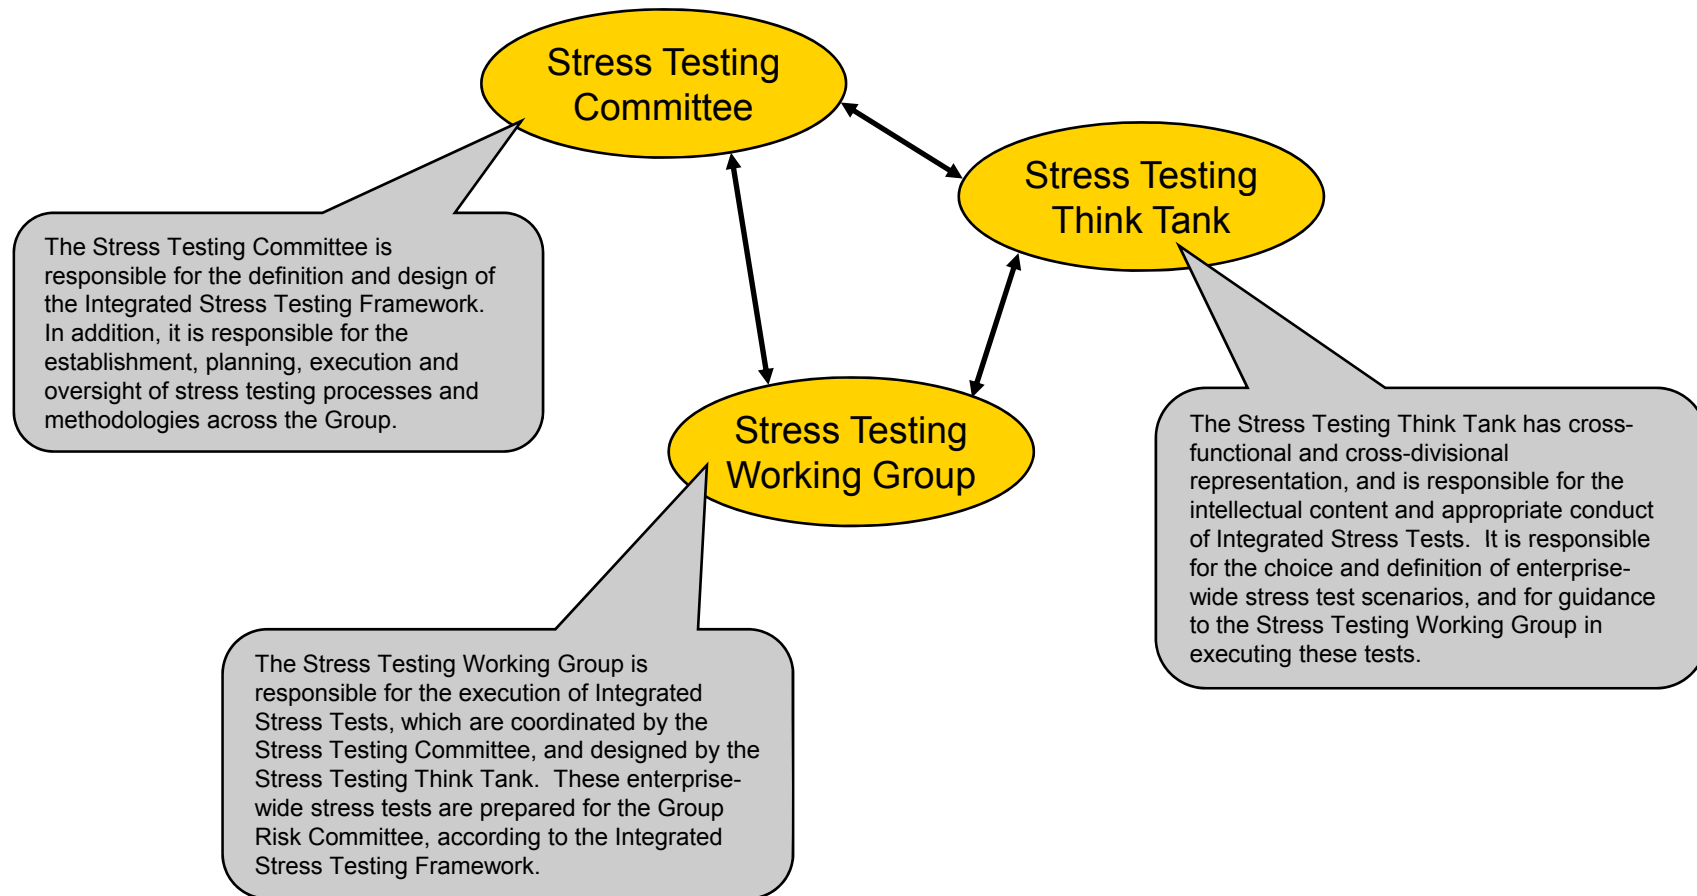 Stress Testing
Committee
Stress Testing
Think Tank
The Stress Testing Committee is
responsible for the definition and design of
the Integrated Stress Testing Framework.
In addition, it is responsible for the
establishment, planning, execution and
oversight of stress testing processes and
methodologies across the Group.
Stress Testing
Working Group
The Stress Testing Think Tank has cross-
functional and cross-divisional
representation, and is responsible for the
intellectual content and appropriate conduct
of Integrated Stress Tests.  It is responsible
for the choice and definition of enterprise-
wide stress test scenarios, and for guidance
to the Stress Testing Working Group in
executing these tests.
The Stress Testing Working Group is
responsible for the execution of Integrated
Stress Tests, which are coordinated by the
Stress Testing Committee, and designed by the
Stress Testing Think Tank.  These enterprise-
wide stress tests are prepared for the Group
Risk Committee, according to the Integrated
Stress Testing Framework.